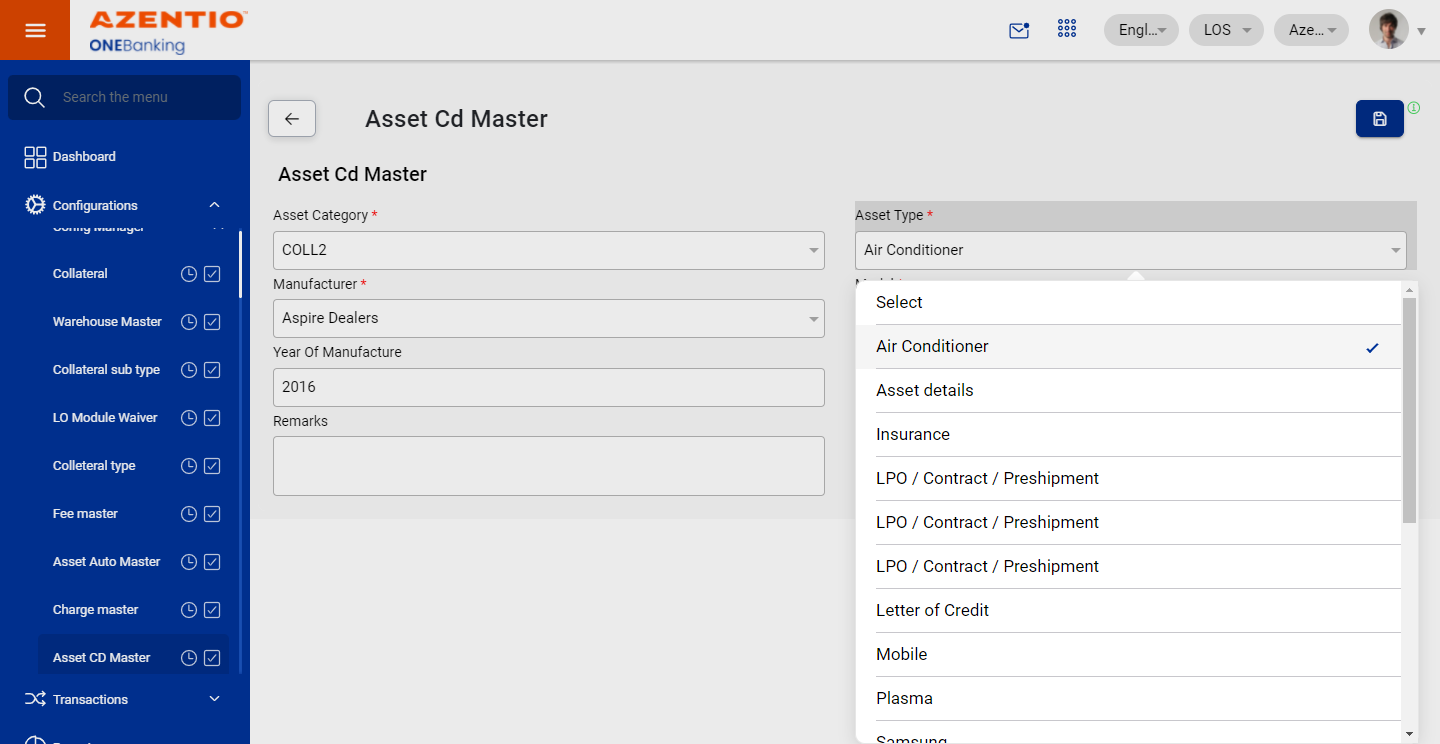 AZENTIO
ONEBanking
Engl...
LOS
Aze...
Search the menu
Dashboard
Configurations
Config Manager
Collateral
Warehouse Master
Collateral sub type
LO Module Waiver
Colleteral type
Fee master
Asset Auto Master
Charge master
Asset CD Master
Transactions
Asset Cd Master
Asset Cd Master
Asset Category *
COLL2
Manufacturer *
Aspire Dealers
Year Of Manufacture
2016
Remarks
Asset Type *
Air Conditioner
Select
Air Conditioner
Asset details
Insurance
LPO / Contract / Preshipment
LPO / Contract / Preshipment
LPO / Contract / Preshipment
Letter of Credit
Mobile
Plasma
Samsung